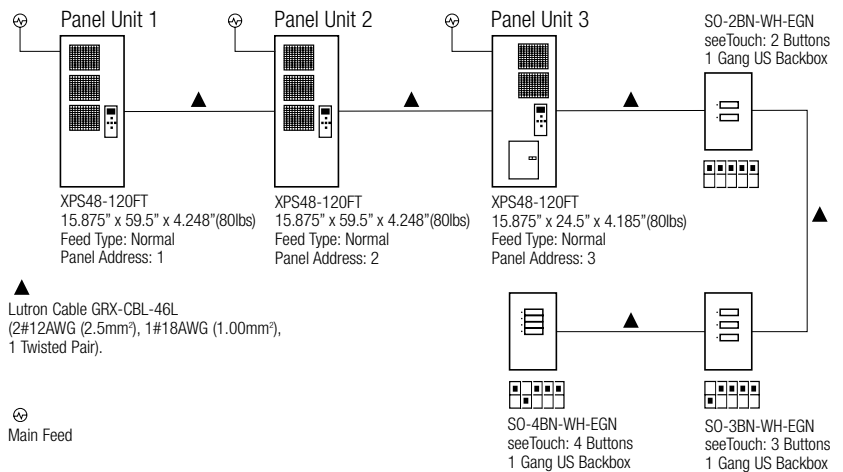 Panel Unit 1
Panel Unit 2
Panel Unit 3
SO-2BN-WH-EGN
seeTouch: 2 Buttons
1 Gang US Backbox
XPS48-120FT
15.875” x 59.5” x 4.248”(80lbs)
Feed Type: Normal
Panel Address: 1
XPS48-120FT
15.875” x 59.5” x 4.248”(80lbs)
Feed Type: Normal
Panel Address: 2
XPS48-120FT
15.875” x 24.5” x 4.185”(80lbs)
Feed Type: Normal
Panel Address: 3
Lutron Cable GRX-CBL-46L
(2#12AWG (2.5mm²), 1#18AWG (1.00mm²),
1 Twisted Pair).
Main Feed
SO-4BN-WH-EGN
seeTouch: 4 Buttons
1 Gang US Backbox
SO-3BN-WH-EGN
seeTouch: 3 Buttons
1 Gang US Backbox